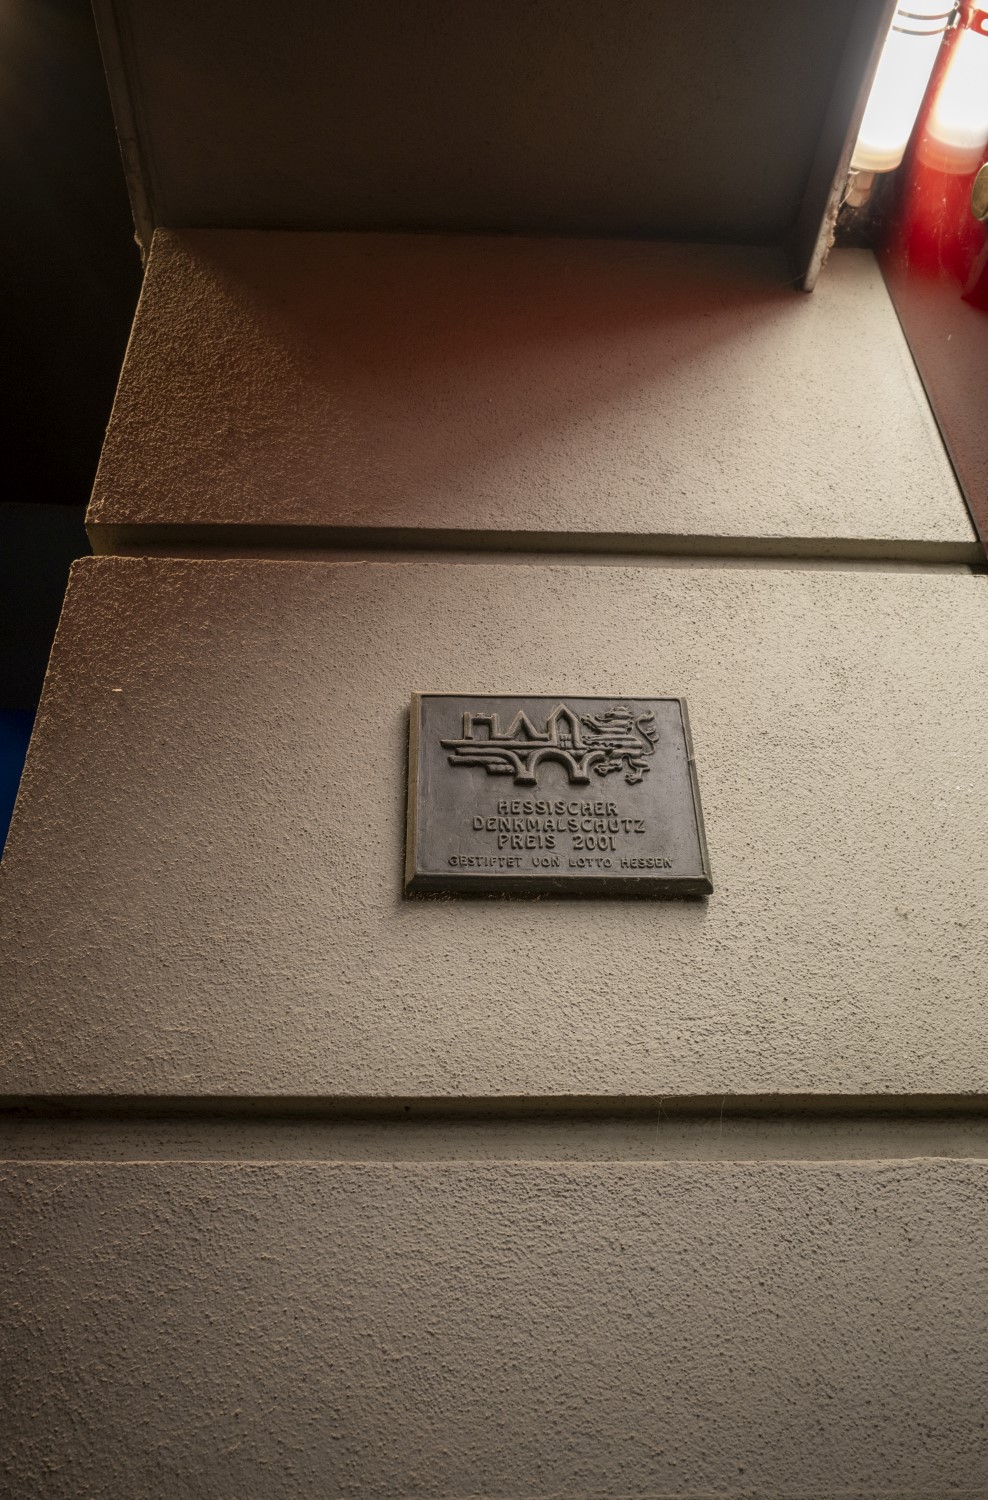 HESSISCHER
DENKMALSCHUTZ
PREIS 2001
GESTIFTET VON LOTTO HESSEN